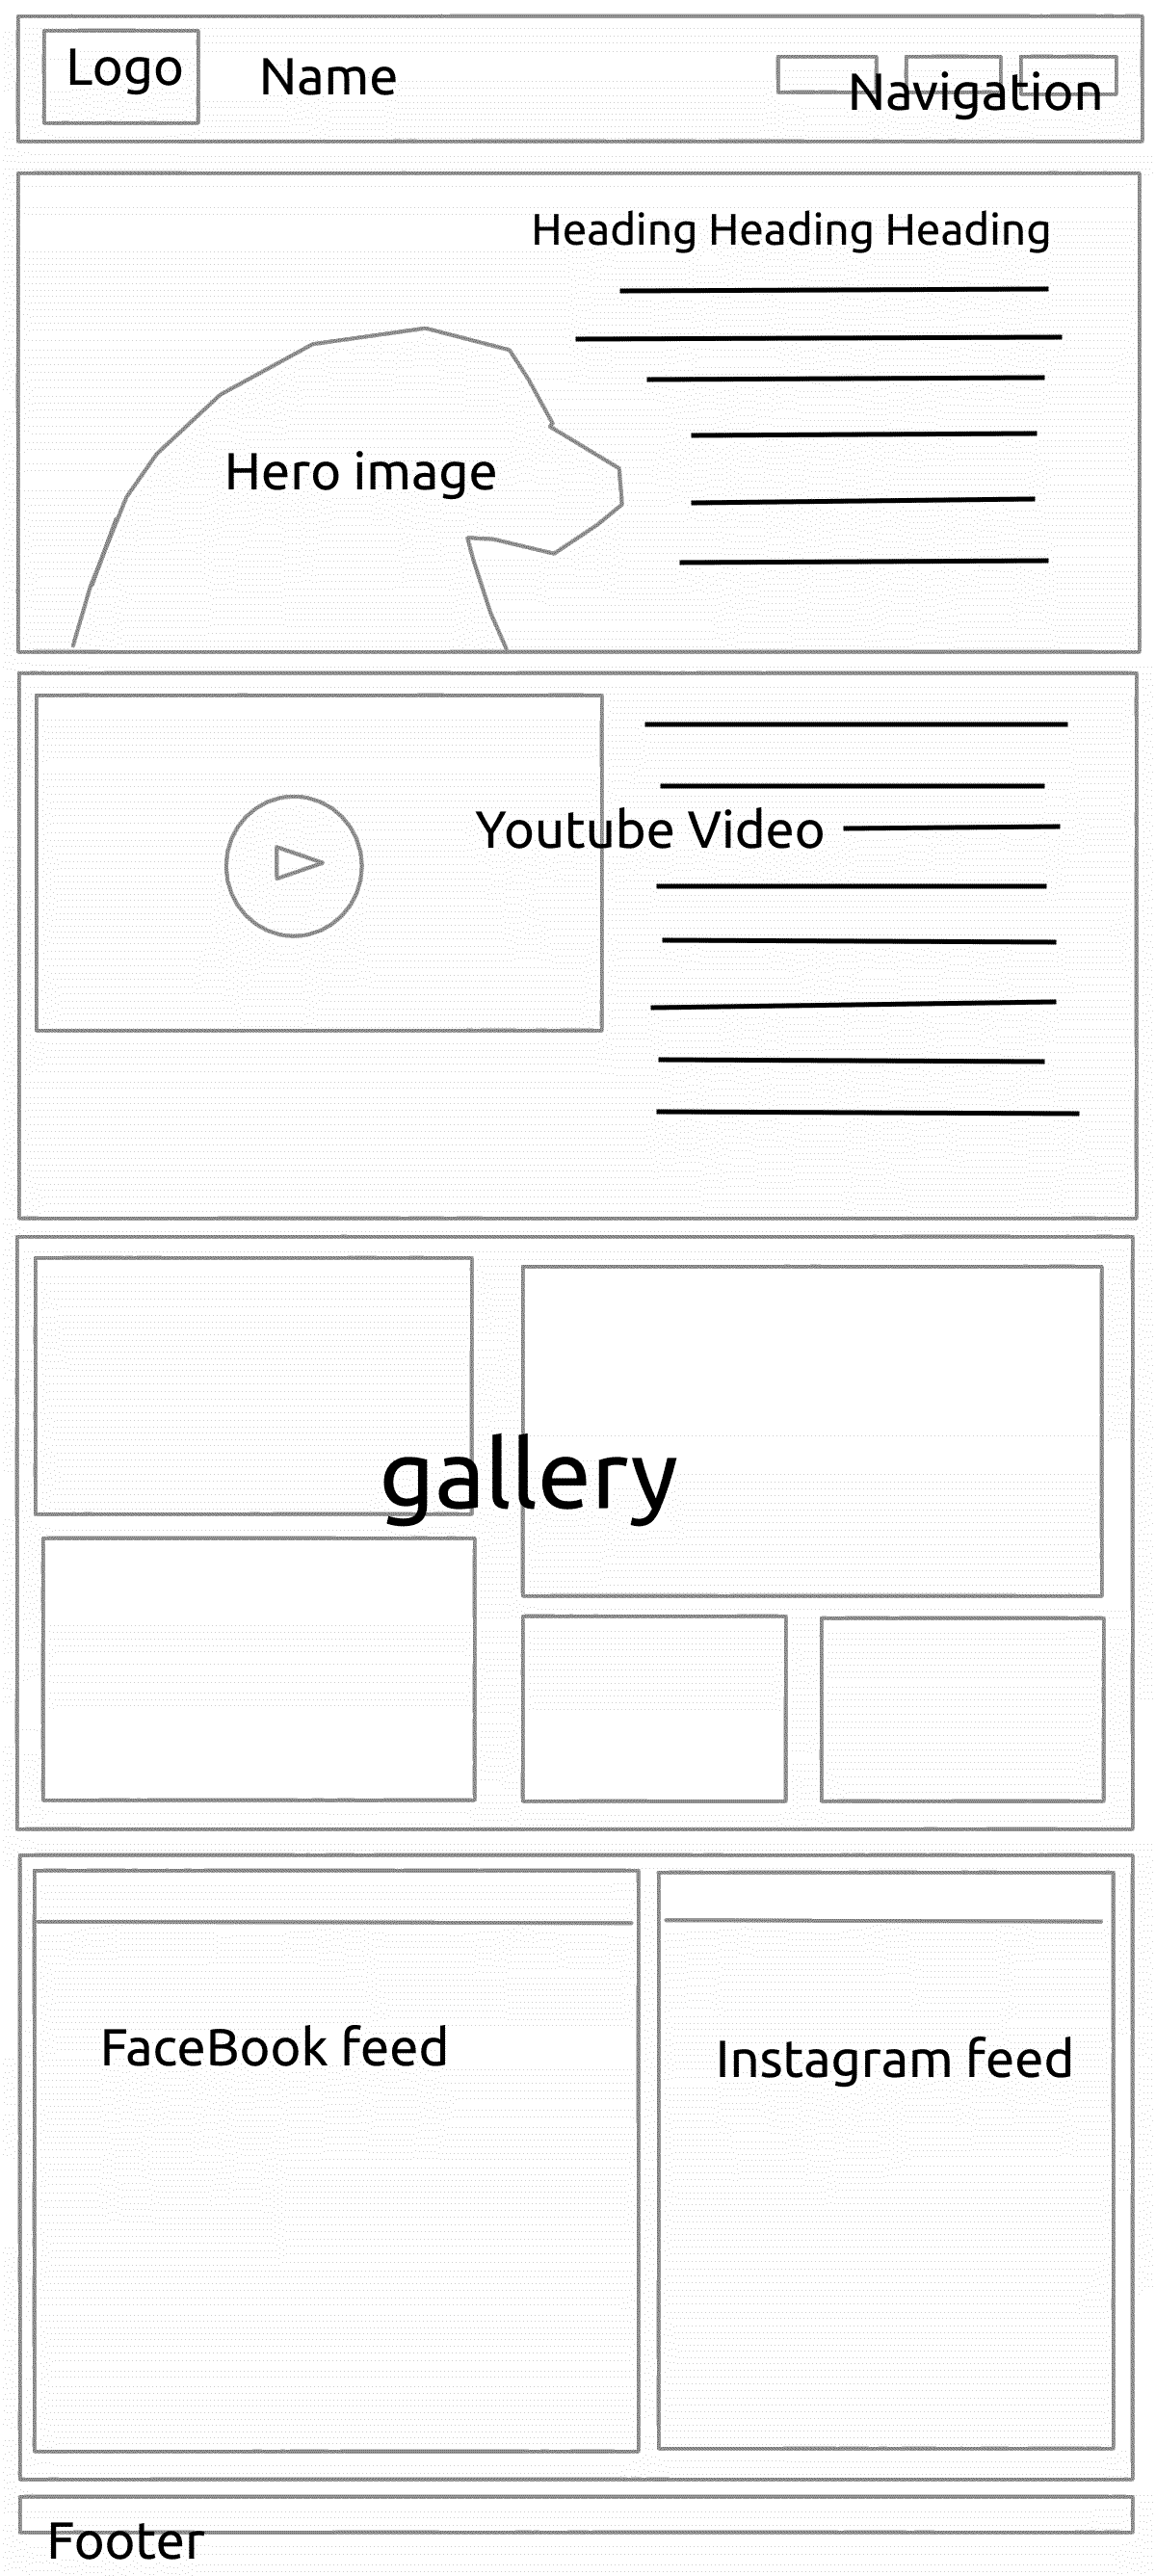 Logo
Name
Navigation
Heading Heading Heading
Hero image
Youtube Video
gallery
FaceBook feed
Instagram feed
Footer